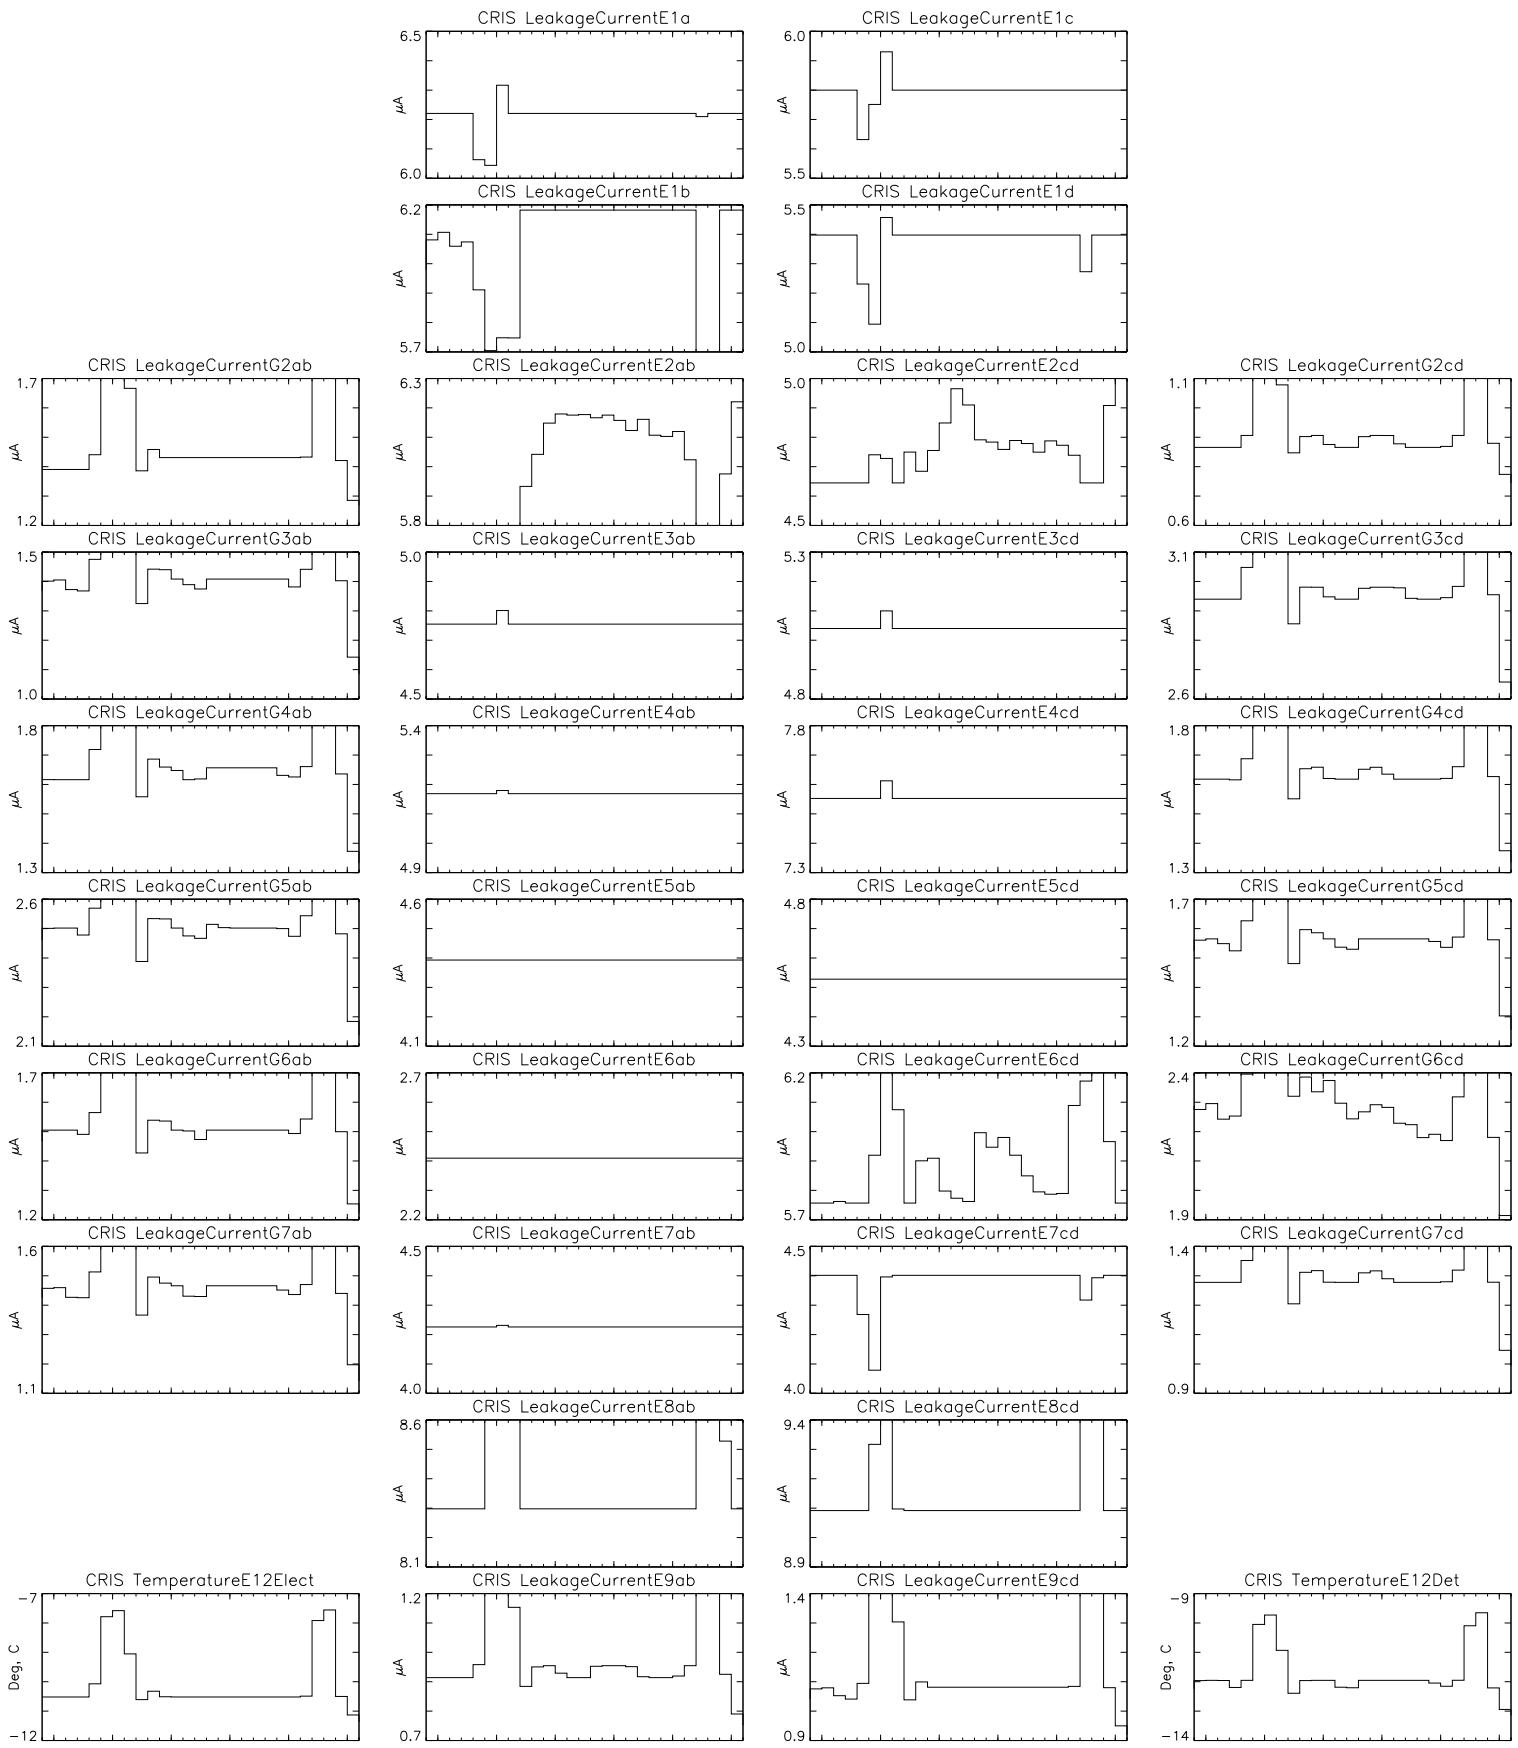 CRIS LeakageCurrentE1a
CRIS LeakageCurrentE1c
6.5
μA
6.0
6.0
μA
5.5
CRIS LeakageCurrentE1b
CRIS LeakageCurrentE1d
6.2
μA
5.7
5.5
μA
5.0
CRIS LeakageCurrentG2ab
CRIS LeakageCurrentE2ab
CRIS LeakageCurrentE2cd
CRIS LeakageCurrentG2cd
1.7
μA
1.2
6.3
μA
5.8
5.0
μA
4.5
1.1
μA
0.6
CRIS LeakageCurrentG3ab
CRIS LeakageCurrentE3ab
CRIS LeakageCurrentE3cd
CRIS LeakageCurrentG3cd
1.5
μA
1.0
5.0
μA
4.5
5.3
μA
4.8
3.1
μA
2.6
CRIS LeakageCurrentG4ab
CRIS LeakageCurrentE4ab
CRIS LeakageCurrentE4cd
CRIS LeakageCurrentG4cd
1.8
μA
1.3
5.4
μA
4.9
7.8
μA
7.3
1.8
μA
1.3
CRIS LeakageCurrentG5ab
CRIS LeakageCurrentE5ab
CRIS LeakageCurrentE5cd
CRIS LeakageCurrentG5cd
2.6
μA
2.1
4.6
μA
4.1
4.8
μA
4.3
1.7
μA
1.2
CRIS LeakageCurrentG6ab
CRIS LeakageCurrentE6ab
CRIS LeakageCurrentE6cd
CRIS LeakageCurrentG6cd
1.7
μA
1.2
2.7
μA
2.2
6.2
μA
5.7
2.4
μA
1.9
CRIS LeakageCurrentG7ab
CRIS LeakageCurrentE7ab
CRIS LeakageCurrentE7cd
CRIS LeakageCurrentG7cd
1.6
μA
1.1
4.5
μA
4.0
4.5
μA
4.0
1.4
μA
0.9
CRIS LeakageCurrentE8ab
CRIS LeakageCurrentE8cd
8.6
μA
8.1
9.4
μA
8.9
CRIS TemperatureE12Elect
CRIS LeakageCurrentE9ab
CRIS LeakageCurrentE9cd
CRIS TemperatureE12Det
-7
Deg, C
-12
1.2
μA
0.7
1.4
μA
0.9
-9
Deg, C
-14